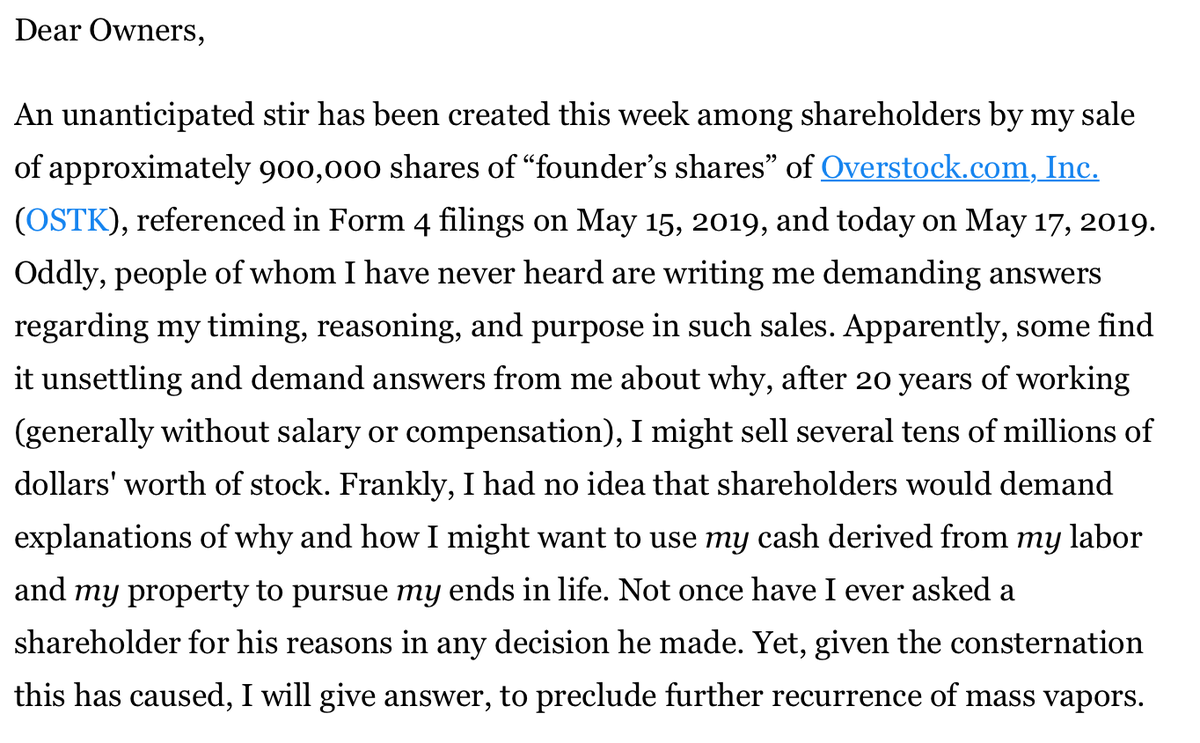 Dear Owners,
An unanticipated stir has been created this week among shareholders by my sale
of approximately 900,000 shares of “founder’s shares” of Overstock.com, Inc.
(OSTK), referenced in Form 4 filings on May 15, 2019, and today on May 17, 2019.
Oddly, people of whom I have never heard are writing me demanding answers
regarding my timing, reasoning, and purpose in such sales. Apparently, some find
it unsettling and demand answers from me about why, after 20 years of working
(generally without salary or compensation), I might sell several tens of millions of
dollars' worth of stock. Frankly, I had no idea that shareholders would demand
explanations of why and how I might want to use my cash derived from my labor
and my property to pursue my ends in life. Not once have I ever asked a
shareholder for his reasons in any decision he made. Yet, given the consternation
this has caused, I will give answer, to preclude further recurrence of mass vapors.